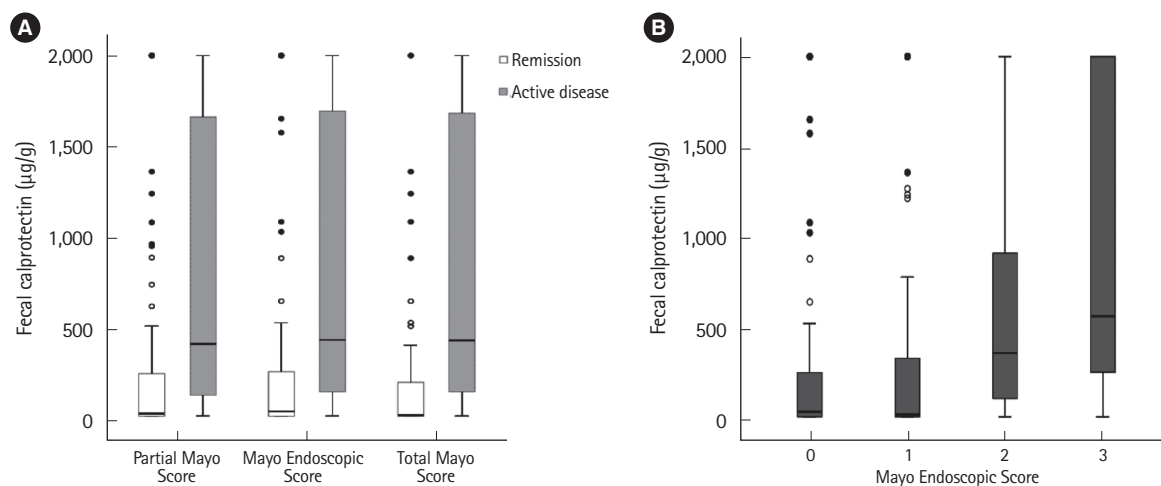 A
2,000
1,500
1,000
500
0
Fecal calprotectin (µg/g)
Partial Mayo
Score
Mayo Endoscopic
Score
Total Mayo
Score
Remission
Active disease
B
2,000
1,500
1,000
500
0
Fecal calprotectin (µg/g)
0 1 2 3
Mayo Endoscopic Score